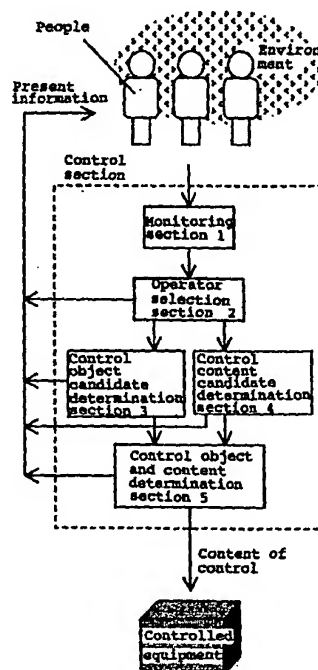 People
Environ
ment
Present
information
Control
section
Monitoring
section 1
Operator
selection
section 2
Control
object
candidate
determination
section 3
Control
content
candidate
determination
section 4
Control object
and content
determination
section 5
Content of
control
Controlled
equipment